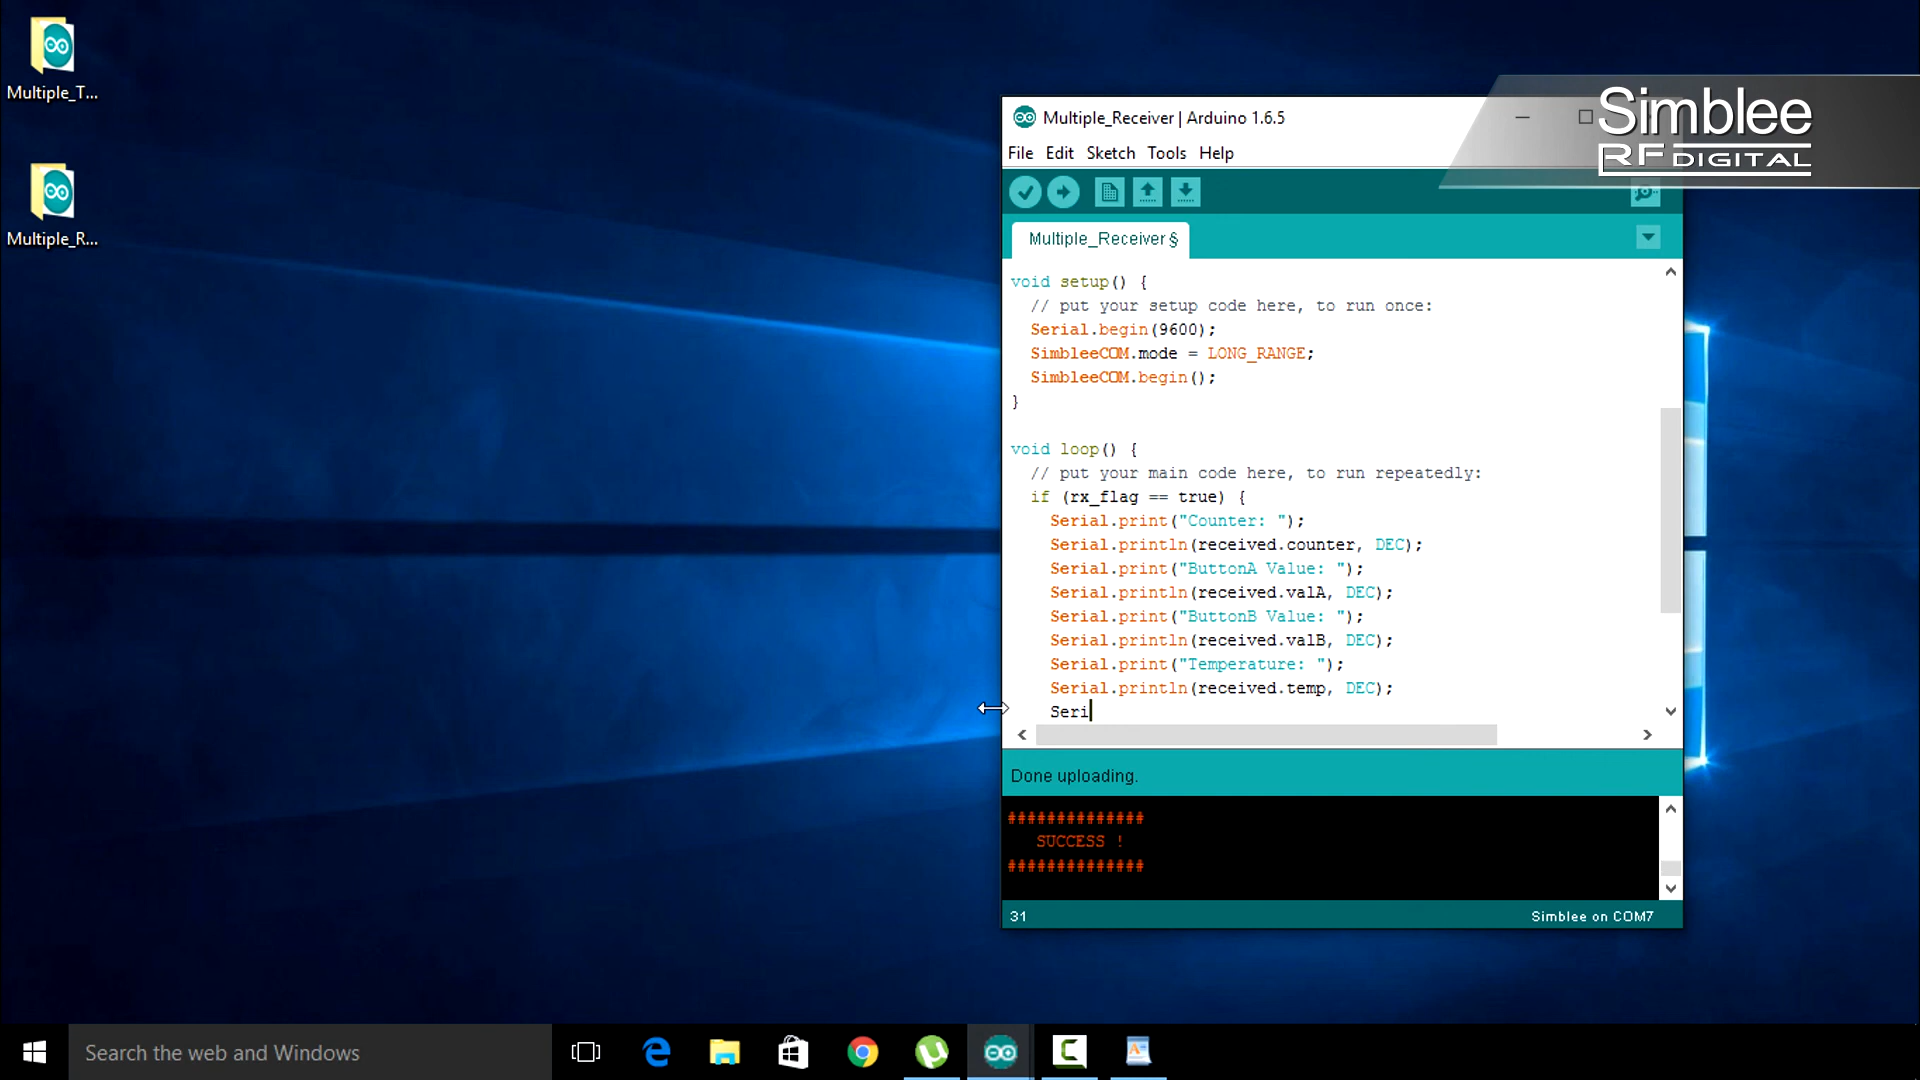 Multiple_T...
Multiple_R...
Simblee
RFDIGITAL
Multiple_Receiver | Arduino 1.6.5
File Edit Sketch Tools Help
Multiple_Receiver §
void setup() {
// put your setup code here, to run once:
Serial.begin(9600);
SimbleeCOM.mode = LONG_RANGE;
SimbleeCOM.begin();
}
void loop() {
// put your main code here, to run repeatedly:
if (rx_flag == true) {
Serial.print("Counter: ");
Serial.println(received.counter, DEC);
Serial.print("ButtonA Value: ");
Serial.println(received.valA, DEC);
Serial.print("ButtonB Value: ");
Serial.println(received.valB, DEC);
Serial.print("Temperature: ");
Serial.println(received.temp, DEC);
Seri
Done uploading.
##############
SUCCESS !
##############
31
Simblee on COM7
Search the web and Windows